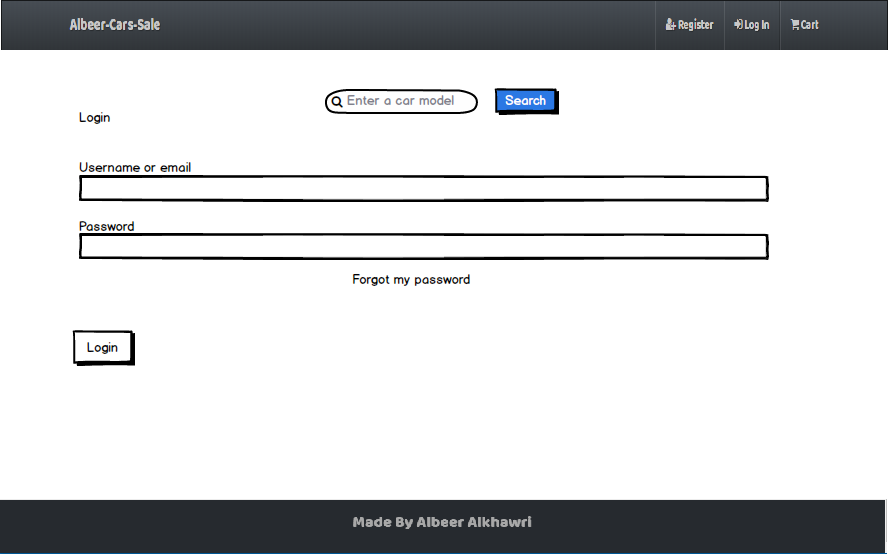 Albeer-Cars-Sale
Register
Log In
Cart
Enter a car model
Search
Login
Username or email
Password
Forgot my password
Login
Made By Albeer Alkhawri